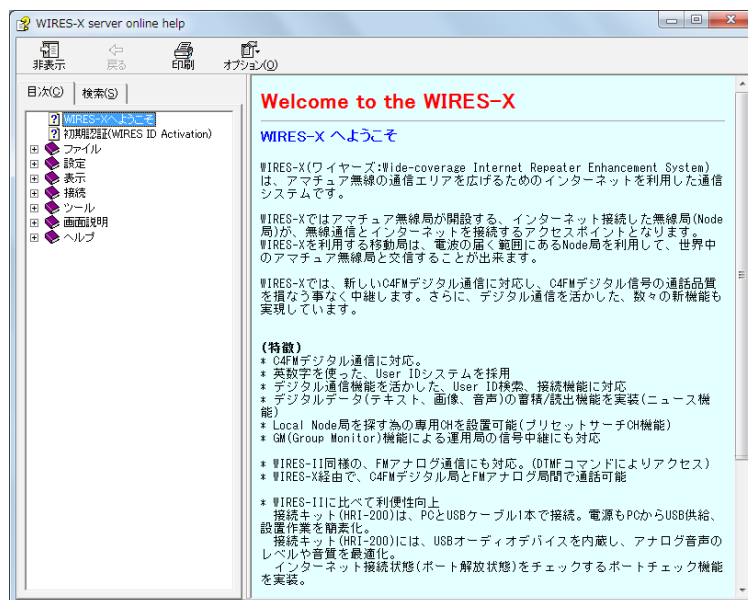 WIRES-X server online help
非表示
戻る
印刷
オプション(O)
目次(C)
検索(S)
WIRES-Xへようこそ
初期認証(WIRES ID Activation)
ファイル
設定
表示
接続
ツール
画面説明
ヘルプ
Welcome to the WIRES-X
WIRES-X へようこそ
WIRES-X(ワイヤーズ:Wide-coverage Internet Repeater Enhancement System)
は、アマチュア無線の通信エリアを広げるためのインターネットを利用した通信
システムです。
WIRES-Xではアマチュア無線局が開設する、インターネット接続した無線局(Node
局)が、無線通信とインターネットを接続するアクセスポイントとなります。
WIRES-Xを利用する移動局は、電波の届く範囲にあるNode局を利用して、世界中
のアマチュア無線局と交信することが出来ます。
WIRES-Xでは、新しいC4FMデジタル通信に対応し、C4FMデジタル信号の通話品質
を損なう事なく中継します。さらに、デジタル通信を活かした、数々の新機能も
実現しています。
(特徴)
* C4FMデジタル通信に対応。
* 英数字を使った、User IDシステムを採用
* デジタル通信機能を活かした、User ID検索、接続機能に対応
* デジタルデータ(テキスト、画像、音声)の蓄積/読出機能を実装(ニュース機
能)
* Local Node局を探す為の専用CHを設置可能(プリセットサーチCH機能)
* GM(Group Monitor)機能による運用局の信号中継にも対応
* WIRES-II同様の、FMアナログ通信にも対応。(DTMFコマンドによりアクセス)
* WIRES-X経由で、C4FMデジタル局とFMアナログ局間で通話可能
* WIRES-IIに比べて利便性向上
接続キット(HRI-200)は、PCとUSBケーブル1本で接続。電源もPCからUSB供給、
設置作業を簡素化。
接続キット(HRI-200)には、USBオーディオデバイスを内蔵し、アナログ音声の
レベルや音質を最適化。
インターネット接続状態(ポート解放状態)をチェックするポートチェック機能
を実装。